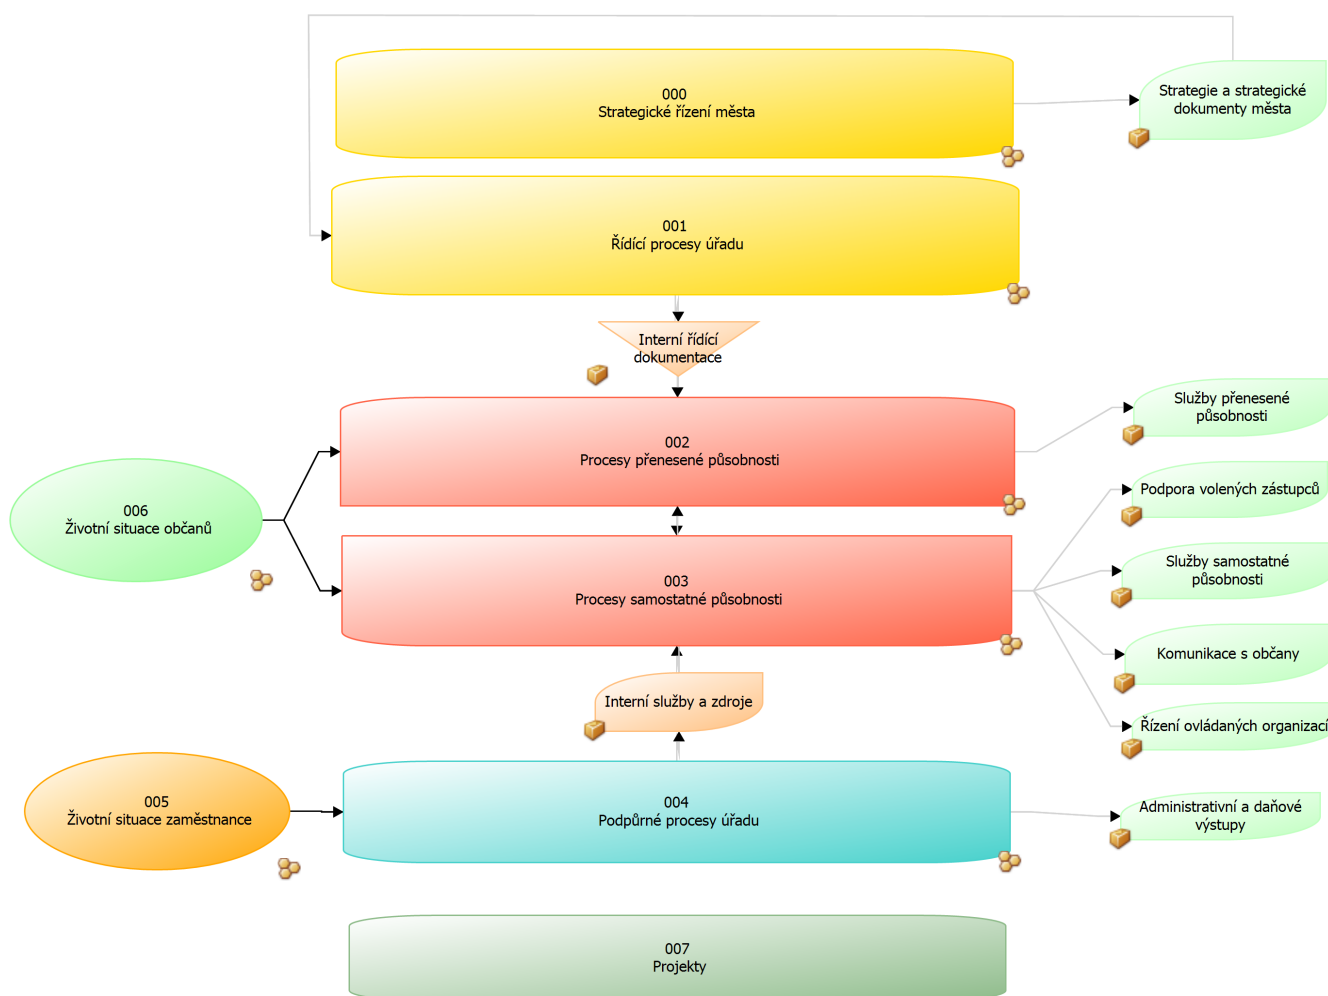 000
Strategické řízení města
Strategie a strategické
dokumenty města
001
Řídící procesy úřadu
Interní řídící
dokumentace
002
Procesy přenesené působnosti
Služby přenesené
působnosti
006
Životní situace občanů
Podpora volených zástupců
003
Procesy samostatné působnosti
Služby samostatné
působnosti
Komunikace s občany
Interní služby a zdroje
Řízení ovládaných organizací
005
Životní situace zaměstnance
004
Podpůrné procesy úřadu
Administrativní a daňové
výstupy
007
Projekty